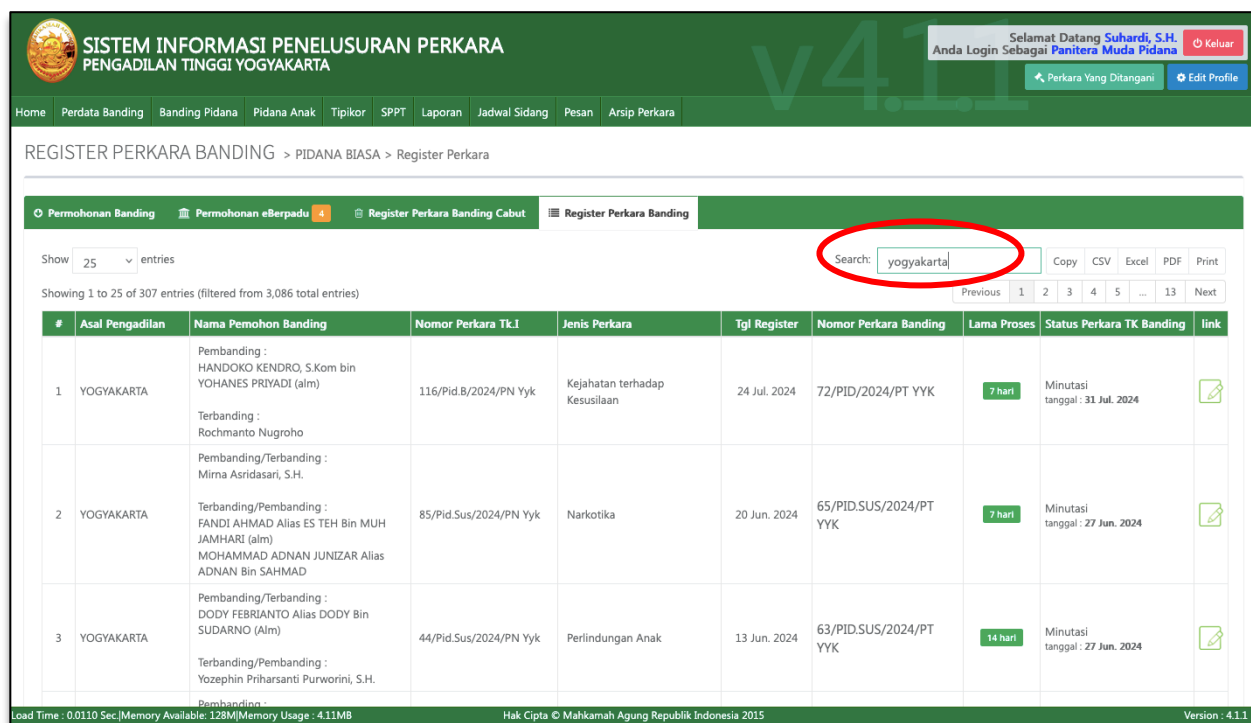 v4.1.1
SISTEM INFORMASI PENELUSURAN PERKARA
PENGADILAN TINGGI YOGYAKARTA
Selamat Datang Suhardi, S.H.
Anda Login Sebagai Panitera Muda Pidana
Keluar
Perkara Yang Ditangani
Edit Profile
Home Perdata Banding Banding Pidana Pidana Anak Tipikor SPPT Laporan Jadwal Sidang Pesan Arsip Perkara
REGISTER PERKARA BANDING > PIDANA BIASA > Register Perkara
Permohonan Banding Permohonan eBerpadu 4 Register Perkara Banding Cabut Register Perkara Banding
Show 25 entries
Search: yogyakarta
Copy CSV Excel PDF Print
Showing 1 to 25 of 307 entries (filtered from 3,086 total entries)
Previous 1 2 3 4 5 ... 13 Next
# Asal Pengadilan Nama Pemohon Banding Nomor Perkara Tk.I Jenis Perkara Tgl Register Nomor Perkara Banding Lama Proses Status Perkara TK Banding link
1
YOGYAKARTA
Pembanding :
HANDOKO KENDRO, S.Kom bin
YOHANES PRIYADI (alm)
Terbanding :
Rochmanto Nugroho
116/Pid.B/2024/PN Yyk
Kejahatan terhadap
Kesusilaan
24 Jul. 2024
72/PID/2024/PT YYK
7 hari
Minutasi
tanggal : 31 Jul. 2024
2
YOGYAKARTA
Pembanding/Terbanding :
Mirna Asridasari, S.H.
Terbanding/Pembanding :
FANDI AHMAD Alias ES TEH Bin MUH
JAMHARI (alm)
MOHAMMAD ADNAN JUNIZAR Alias
ADNAN Bin SAHMAD
85/Pid.Sus/2024/PN Yyk
Narkotika
20 Jun. 2024
65/PID.SUS/2024/PT
YYK
7 hari
Minutasi
tanggal : 27 Jun. 2024
3
YOGYAKARTA
Pembanding/Terbanding :
DODY FEBRIANTO Alias DODY Bin
SUDARNO (Alm)
Terbanding/Pembanding :
Yozephin Priharsanti Purworini, S.H.
44/Pid.Sus/2024/PN Yyk
Perlindungan Anak
13 Jun. 2024
63/PID.SUS/2024/PT
YYK
14 hari
Minutasi
tanggal : 27 Jun. 2024
Pembanding :
Load Time : 0.0110 Sec.|Memory Available: 128M|Memory Usage : 4.11MB
Hak Cipta © Mahkamah Agung Republik Indonesia 2015
Version : 4.1.1